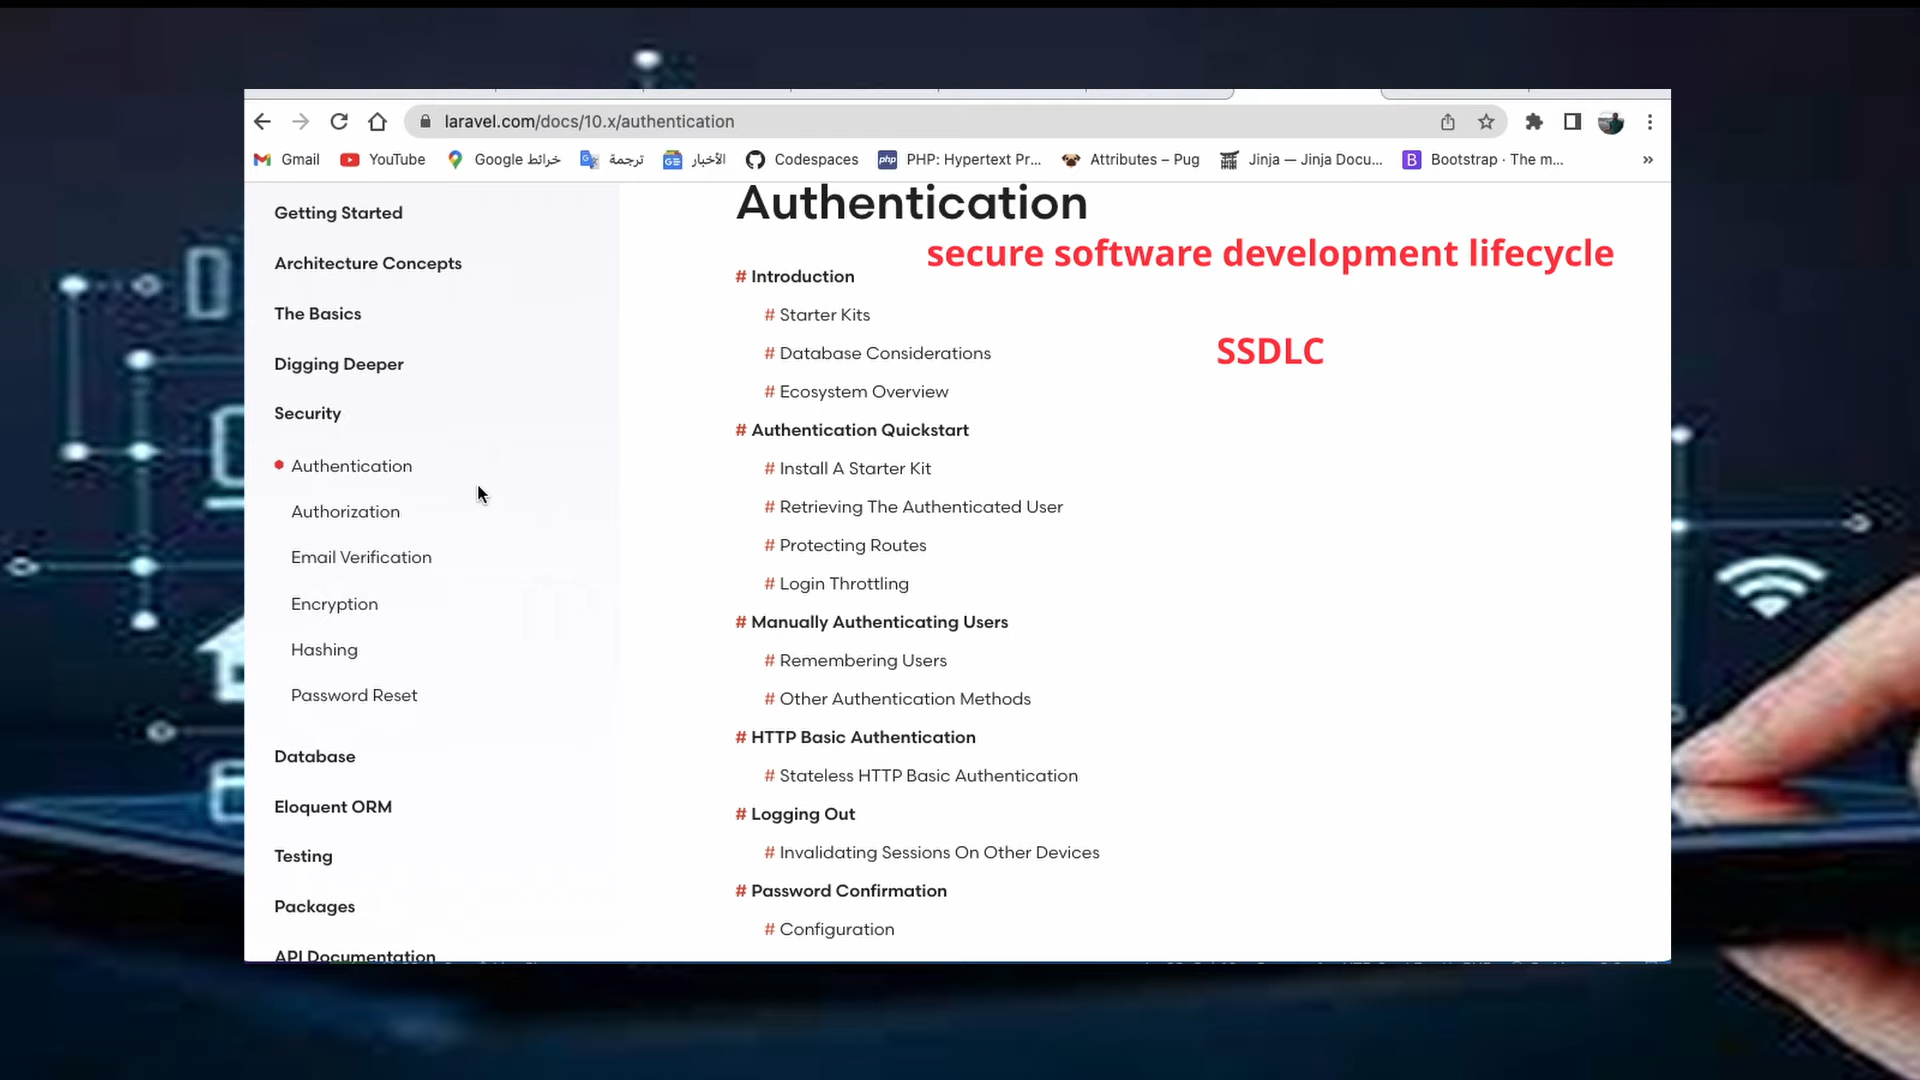 laravel.com/docs/10.x/authentication
Gmail YouTube خرائط Google ترجمة الأخبار Codespaces PHP: Hypertext Pr... Attributes – Pug Jinja — Jinja Docu... Bootstrap · The m... »
Getting Started
Architecture Concepts
The Basics
Digging Deeper
Security
Authentication
Authorization
Email Verification
Encryption
Hashing
Password Reset
Database
Eloquent ORM
Testing
Packages
API Documentation
Authentication
secure software development lifecycle
SSDLC
# Introduction
# Starter Kits
# Database Considerations
# Ecosystem Overview
# Authentication Quickstart
# Install A Starter Kit
# Retrieving The Authenticated User
# Protecting Routes
# Login Throttling
# Manually Authenticating Users
# Remembering Users
# Other Authentication Methods
# HTTP Basic Authentication
# Stateless HTTP Basic Authentication
# Logging Out
# Invalidating Sessions On Other Devices
# Password Confirmation
# Configuration